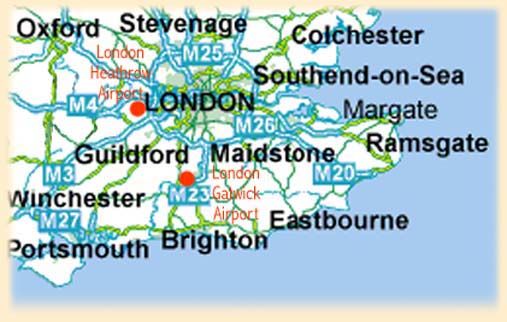 Oxford
Stevenage
Colchester
London
Heathrow
Airport
M25
Southend-on-Sea
M4
LONDON
Margate
M26
Ramsgate
Guildford
Maidstone
M3
London
Gatwick
Airport
M20
M23
Winchester
M27
Eastbourne
Portsmouth
Brighton